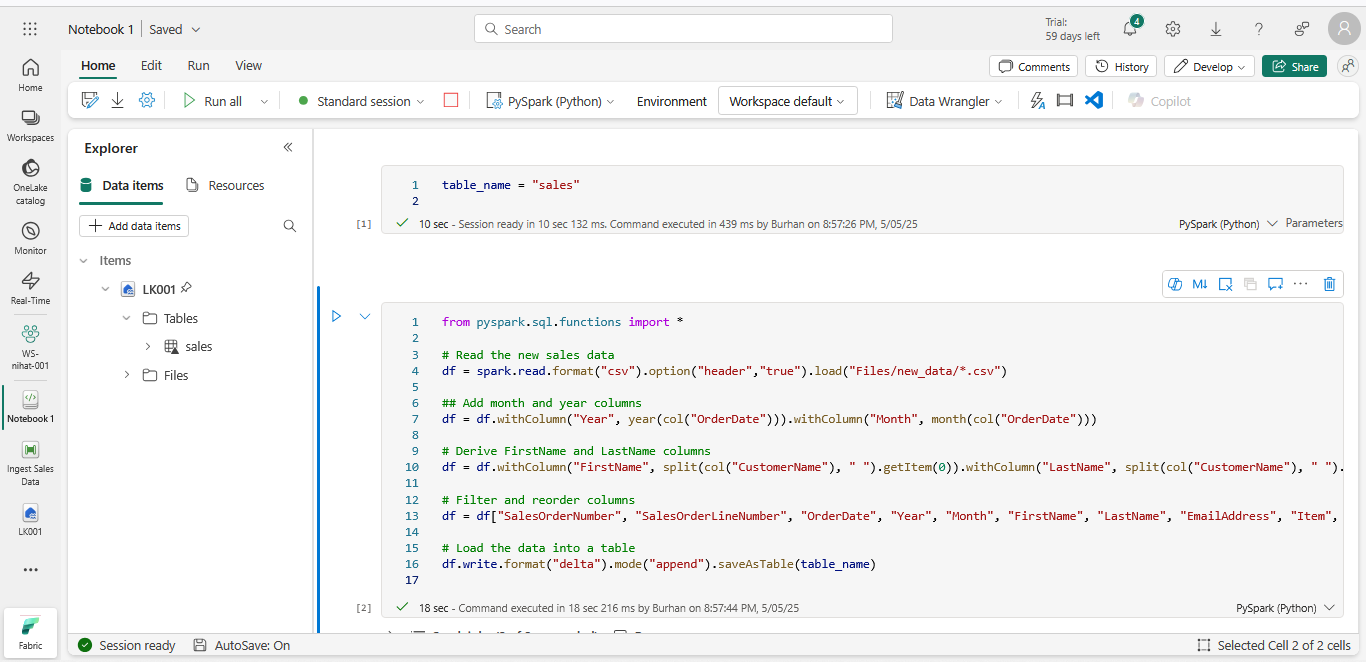 Notebook 1 Saved
Search
Trial:
59 days left
4
Home Edit Run View
Comments History Develop Share
Run all Standard session PySpark (Python) Environment Workspace default Data Wrangler Copilot
Home
Workspaces
OneLake
catalog
Monitor
Real-Time
WS-
nihat-001
Notebook 1
Ingest Sales
Data
LK001
Fabric
Explorer
Data items Resources
Add data items
Items
LK001
Tables
sales
Files
1 table_name = "sales"
2
[1] 10 sec - Session ready in 10 sec 132 ms. Command executed in 439 ms by Burhan on 8:57:26 PM, 5/05/25 PySpark (Python) Parameters
M↓ ...
1 from pyspark.sql.functions import *
2
3 # Read the new sales data
4 df = spark.read.format("csv").option("header","true").load("Files/new_data/*.csv")
5
6 ## Add month and year columns
7 df = df.withColumn("Year", year(col("OrderDate"))).withColumn("Month", month(col("OrderDate")))
8
9 # Derive FirstName and LastName columns
10 df = df.withColumn("FirstName", split(col("CustomerName"), " ").getItem(0)).withColumn("LastName", split(col("CustomerName"), " ").
11
12 # Filter and reorder columns
13 df = df["SalesOrderNumber", "SalesOrderLineNumber", "OrderDate", "Year", "Month", "FirstName", "LastName", "EmailAddress", "Item",
14
15 # Load the data into a table
16 df.write.format("delta").mode("append").saveAsTable(table_name)
17
[2] 18 sec - Command executed in 18 sec 216 ms by Burhan on 8:57:44 PM, 5/05/25 PySpark (Python)
Session ready AutoSave: On Selected Cell 2 of 2 cells